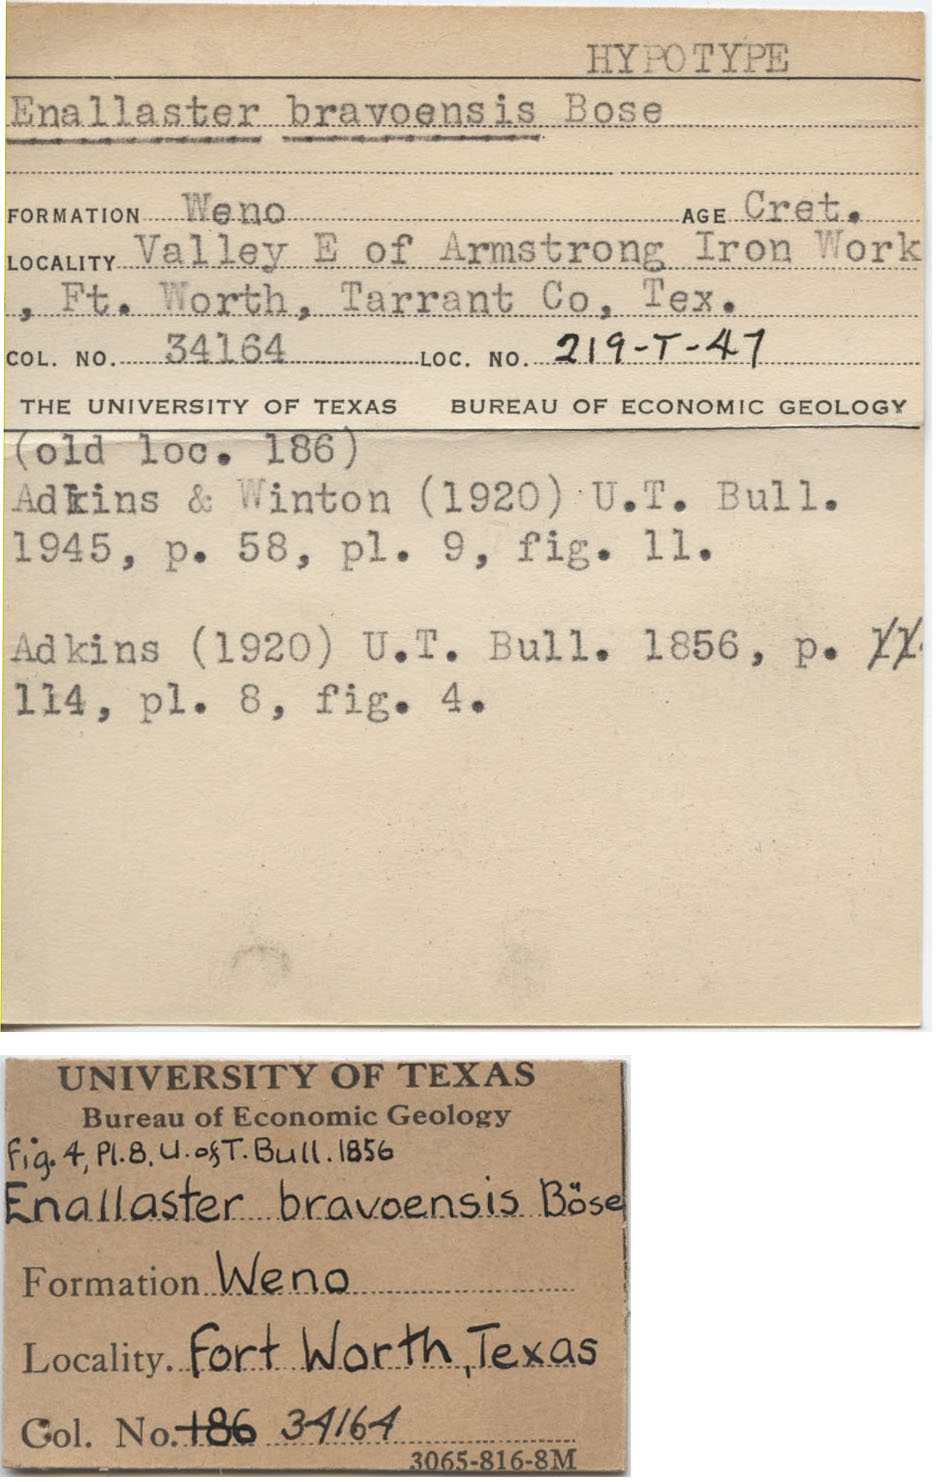 HYPOTYPE
Enallaster bravoensis Bose
FORMATION Weno AGE Cret.
LOCALITY Valley E of Armstrong Iron Work
, Ft. Worth, Tarrant Co, Tex.
COL. NO. 34164 LOC. NO. 219-T-47
THE UNIVERSITY OF TEXAS BUREAU OF ECONOMIC GEOLOGY
(old loc. 186)
Adkins & Winton (1920) U.T. Bull.
1945, p. 58, pl. 9, fig. 11.
Adkins (1920) U.T. Bull. 1856, p.
114, pl. 8, fig. 4.
UNIVERSITY OF TEXAS
Bureau of Economic Geology
Fig. 4, Pl. 8, U. of T. Bull. 1856
Enallaster bravoensis Böse
Formation Weno
Locality. Fort Worth, Texas
Col. No. 186 34164
3065-816-8M